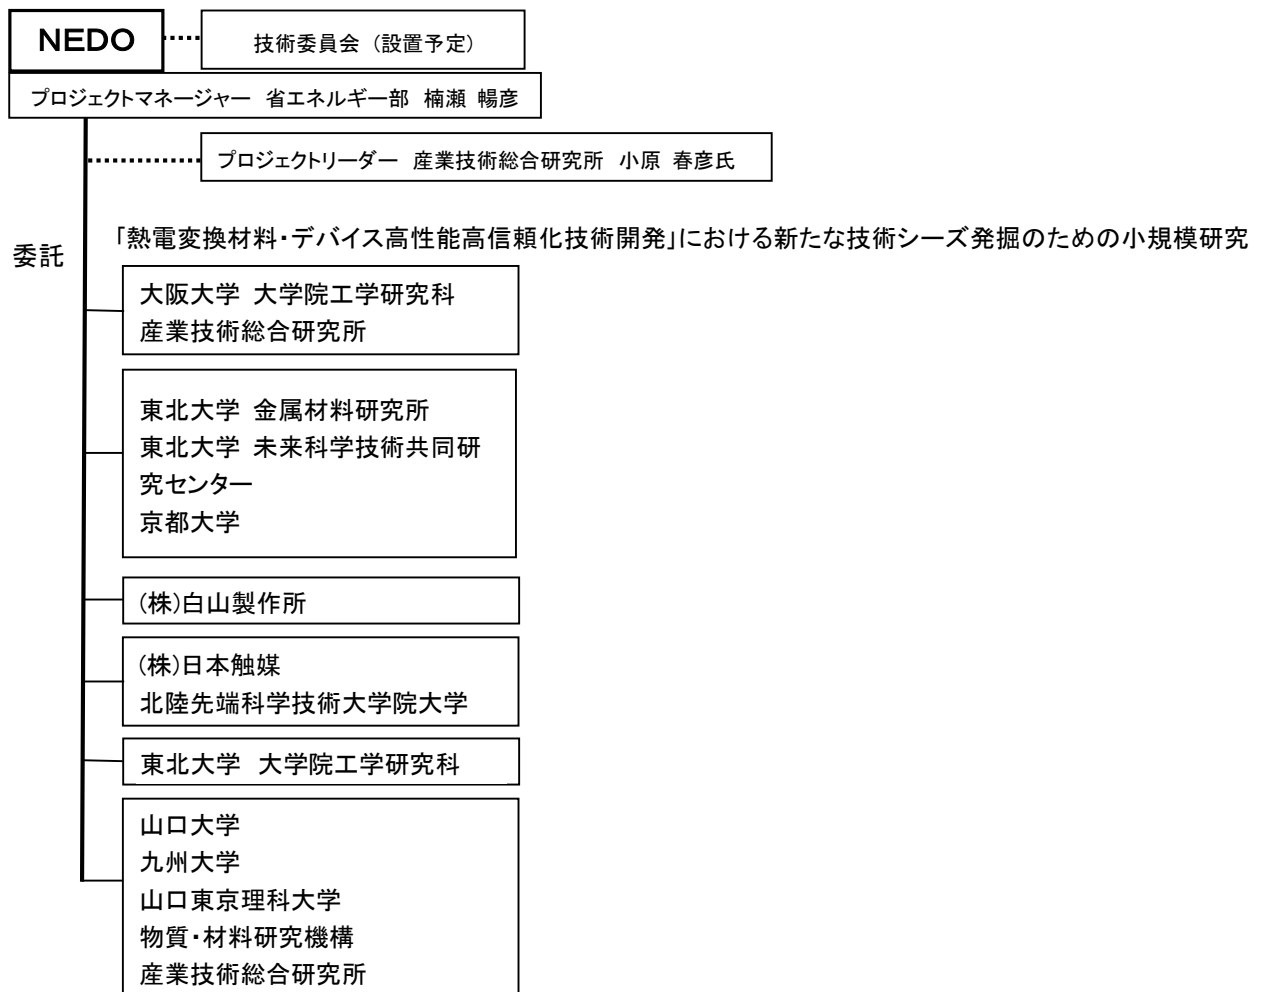 NEDO
技術委員会（設置予定）
プロジェクトマネージャー 省エネルギー部 楠瀬 暢彦
プロジェクトリーダー 産業技術総合研究所 小原 春彦氏
委託
「熱電変換材料・デバイス高性能高信頼化技術開発」における新たな技術シーズ発掘のための小規模研究
大阪大学 大学院工学研究科
産業技術総合研究所
東北大学 金属材料研究所
東北大学 未来科学技術共同研
究センター
京都大学
(株)白山製作所
(株)日本触媒
北陸先端科学技術大学院大学
東北大学 大学院工学研究科
山口大学
九州大学
山口東京理科大学
物質・材料研究機構
産業技術総合研究所